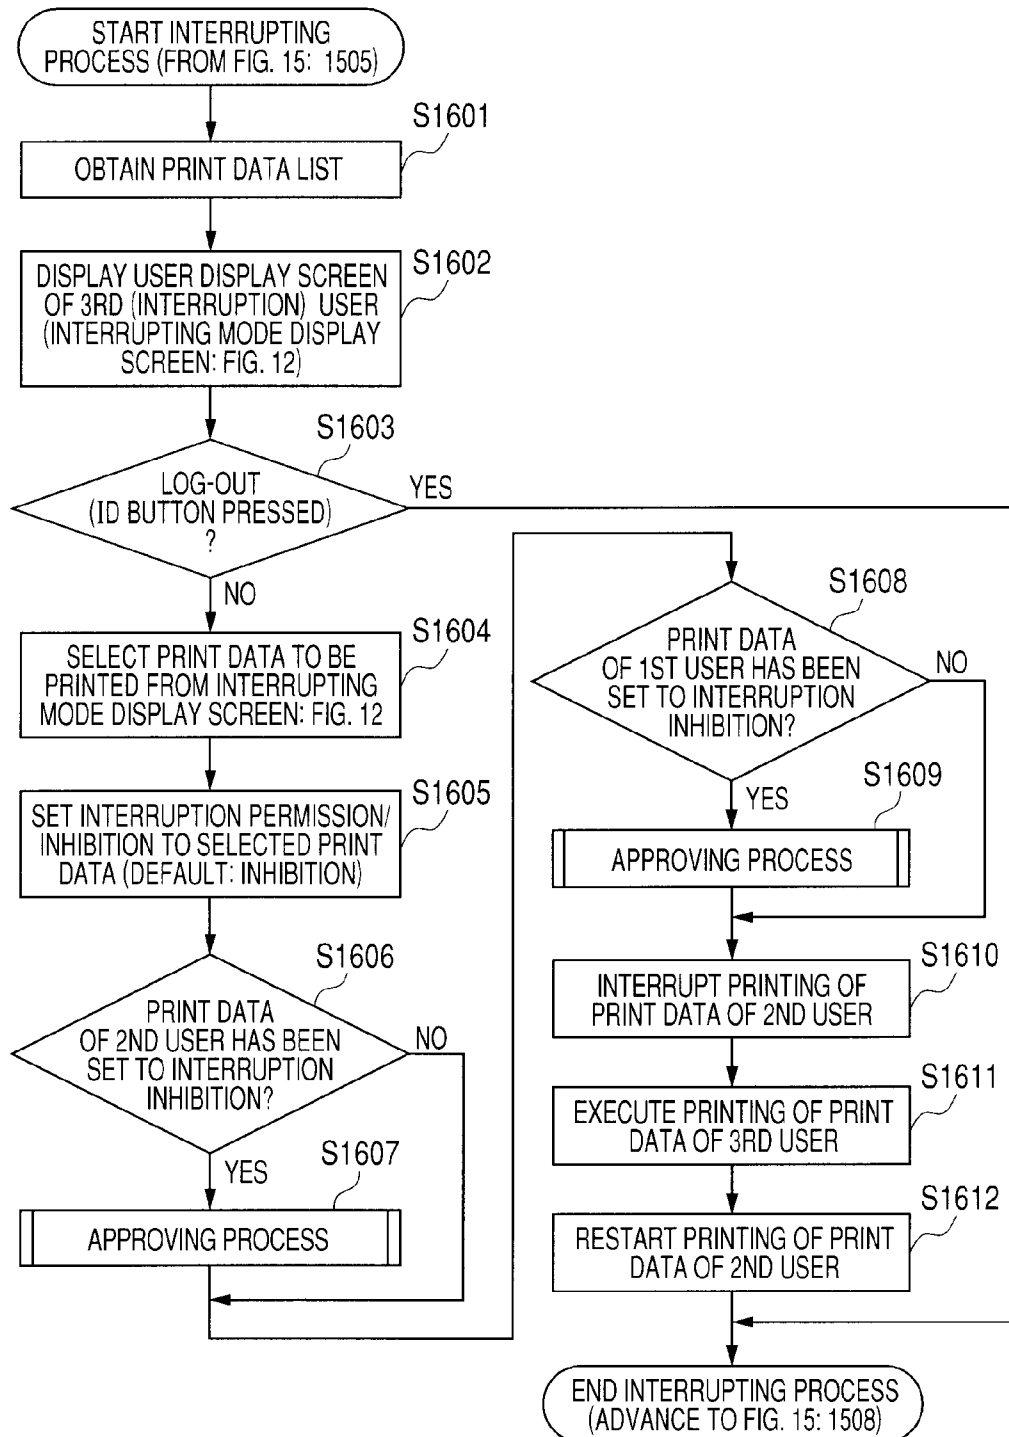 START INTERRUPTING
PROCESS (FROM FIG. 15: 1505)
S1601
OBTAIN PRINT DATA LIST
S1602
DISPLAY USER DISPLAY SCREEN
OF 3RD (INTERRUPTION) USER
(INTERRUPTING MODE DISPLAY
SCREEN: FIG. 12)
S1603
LOG-OUT
(ID BUTTON PRESSED)
?
YES
NO
S1604
SELECT PRINT DATA TO BE
PRINTED FROM INTERRUPTING
MODE DISPLAY SCREEN: FIG. 12
S1605
SET INTERRUPTION PERMISSION/
INHIBITION TO SELECTED PRINT
DATA (DEFAULT: INHIBITION)
S1606
PRINT DATA
OF 2ND USER HAS BEEN
SET TO INTERRUPTION
INHIBITION?
NO
YES
S1607
APPROVING PROCESS
S1608
PRINT DATA
OF 1ST USER HAS BEEN
SET TO INTERRUPTION
INHIBITION?
NO
YES
S1609
APPROVING PROCESS
S1610
INTERRUPT PRINTING OF
PRINT DATA OF 2ND USER
S1611
EXECUTE PRINTING OF PRINT
DATA OF 3RD USER
S1612
RESTART PRINTING OF PRINT
DATA OF 2ND USER
END INTERRUPTING PROCESS
(ADVANCE TO FIG. 15: 1508)